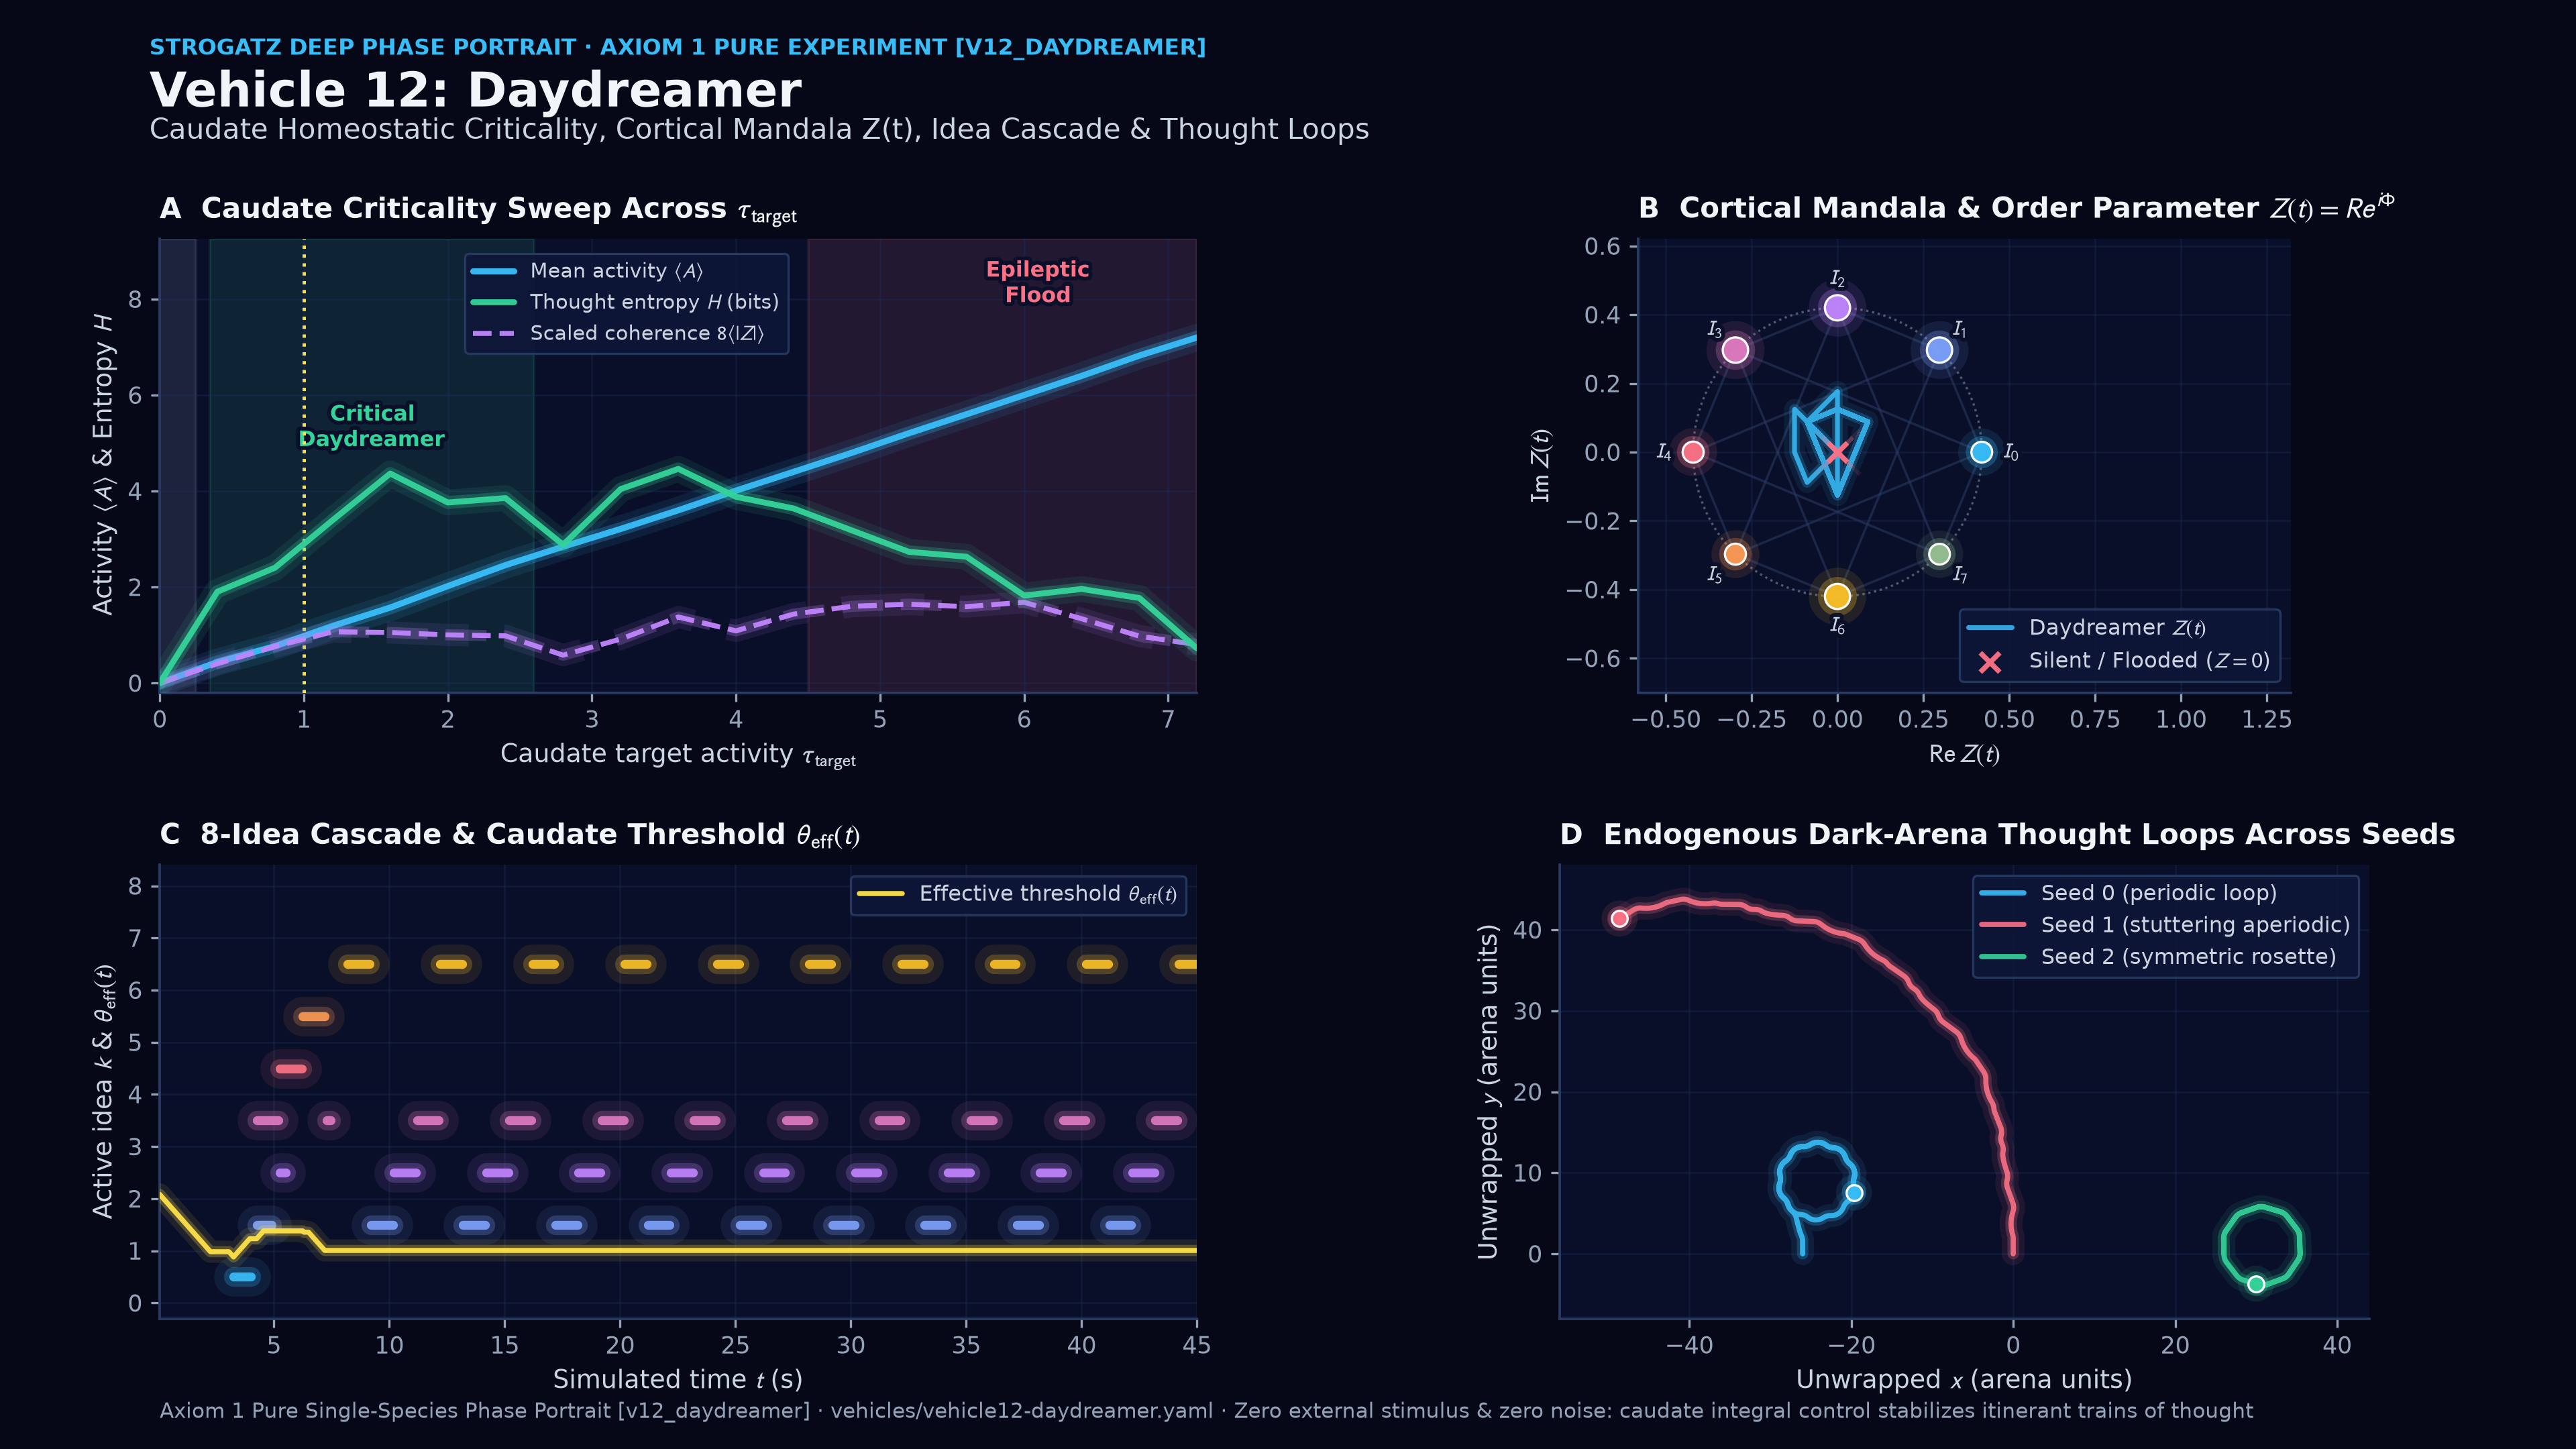 STROGATZ DEEP PHASE PORTRAIT · AXIOM 1 PURE EXPERIMENT [V12_DAYDREAMER]
Vehicle 12: Daydreamer
Caudate Homeostatic Criticality, Cortical Mandala Z(t), Idea Cascade & Thought Loops
A Caudate Criticality Sweep Across τ_target
Activity ⟨A⟩ & Entropy H
8
6
4
2
0
Mean activity ⟨A⟩
Thought entropy H (bits)
Scaled coherence 8⟨|Z|⟩
Epileptic
Flood
Critical
Daydreamer
0 1 2 3 4 5 6 7
Caudate target activity τ_target
B Cortical Mandala & Order Parameter Z(t) = Re^{iΦ}
Im Z(t)
0.6
0.4
0.2
0.0
−0.2
−0.4
−0.6
I₂
I₃
I₁
I₄
I₀
I₅
I₇
I₆
Daydreamer Z(t)
Silent / Flooded (Z = 0)
−0.50 −0.25 0.00 0.25 0.50 0.75 1.00 1.25
Re Z(t)
C 8-Idea Cascade & Caudate Threshold θ_eff(t)
Active idea k & θ_eff(t)
8
7
6
5
4
3
2
1
0
Effective threshold θ_eff(t)
5 10 15 20 25 30 35 40 45
Simulated time t (s)
D Endogenous Dark-Arena Thought Loops Across Seeds
Unwrapped y (arena units)
40
30
20
10
0
Seed 0 (periodic loop)
Seed 1 (stuttering aperiodic)
Seed 2 (symmetric rosette)
−40 −20 0 20 40
Unwrapped x (arena units)
Axiom 1 Pure Single-Species Phase Portrait [v12_daydreamer] · vehicles/vehicle12-daydreamer.yaml · Zero external stimulus & zero noise: caudate integral control stabilizes itinerant trains of thought